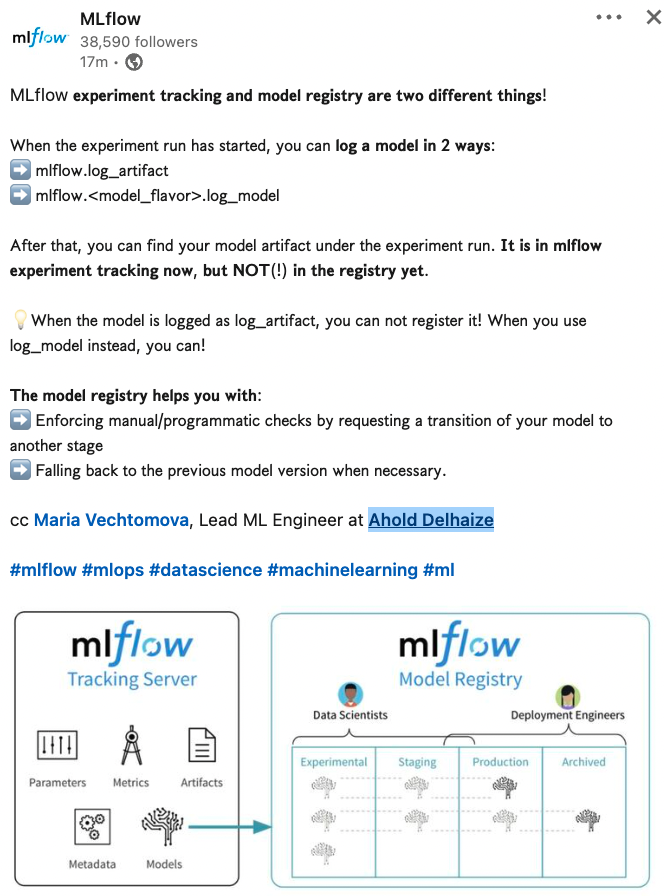 MLflow
38,590 followers
17m •
mlflow
MLflow experiment tracking and model registry are two different things!
When the experiment run has started, you can log a model in 2 ways:
➡️ mlflow.log_artifact
➡️ mlflow.<model_flavor>.log_model
After that, you can find your model artifact under the experiment run. It is in mlflow
experiment tracking now, but NOT(!) in the registry yet.
💡When the model is logged as log_artifact, you can not register it! When you use
log_model instead, you can!
The model registry helps you with:
➡️ Enforcing manual/programmatic checks by requesting a transition of your model to
another stage
➡️ Falling back to the previous model version when necessary.
cc Maria Vechtomova, Lead ML Engineer at Ahold Delhaize
#mlflow #mlops #datascience #machinelearning #ml
mlflow
Tracking Server
Parameters
Metrics
Artifacts
Metadata
Models
mlflow
Model Registry
Data Scientists
Deployment Engineers
Experimental
Staging
Production
Archived